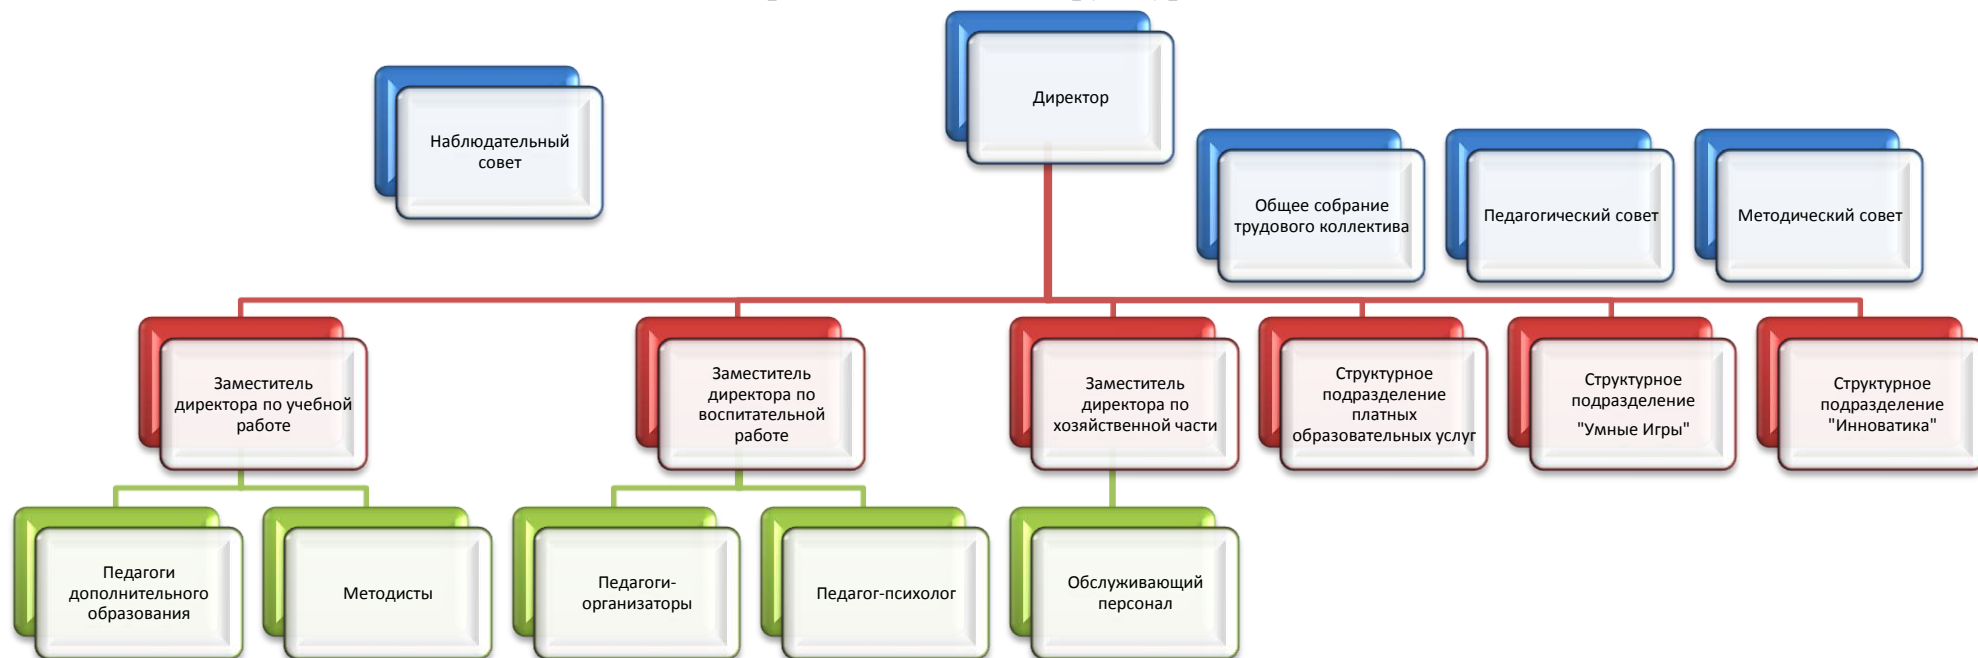 Директор
Наблюдательный
совет
Общее собрание
трудового коллектива
Педагогический совет
Методический совет
Заместитель
директора по учебной
работе
Заместитель
директора по
воспитательной
работе
Заместитель
директора по
хозяйственной части
Структурное
подразделение
платных
образовательных услуг
Структурное
подразделение
"Умные Игры"
Структурное
подразделение
"Инноватика"
Педагоги
дополнительного
образования
Методисты
Педагоги-
организаторы
Педагог-психолог
Обслуживающий
персонал